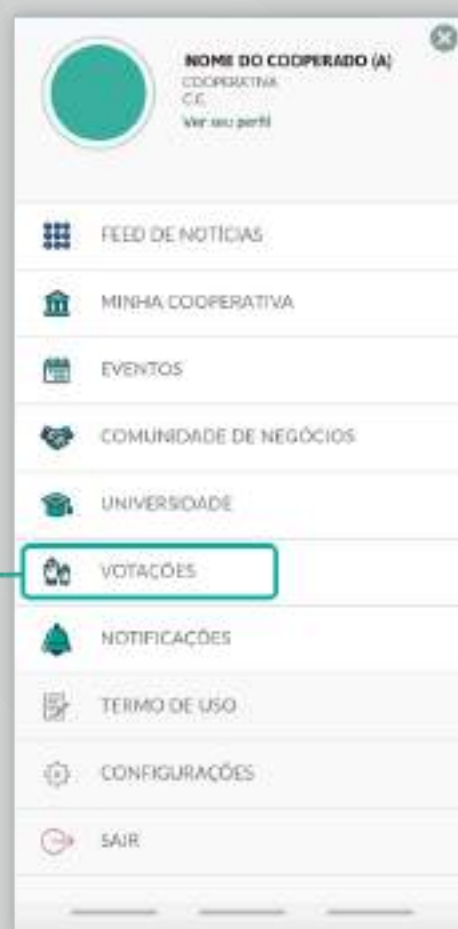 NOME DO COOPERADO (A)
COOPERATIVA
C.C.
Ver seu perfil
FEED DE NOTÍCIAS
MINHA COOPERATIVA
EVENTOS
COMUNIDADE DE NEGÓCIOS
UNIVERSIDADE
VOTAÇÕES
NOTIFICAÇÕES
TERMO DE USO
CONFIGURAÇÕES
SAIR